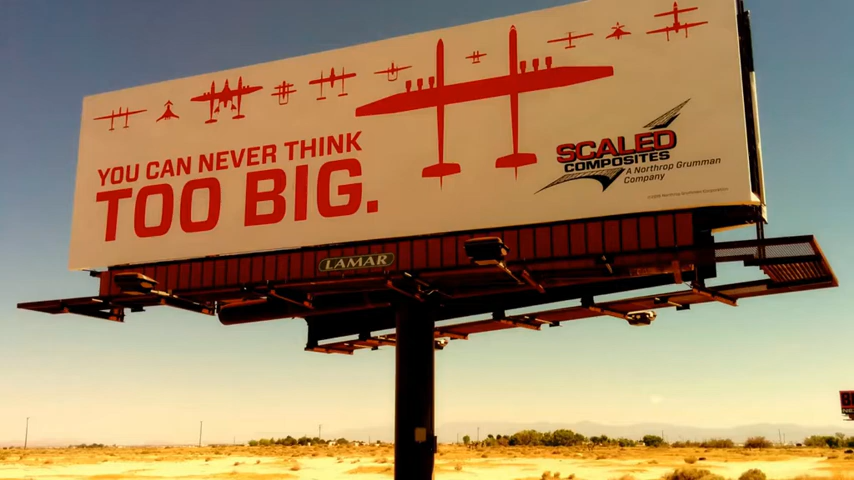 YOU CAN NEVER THINK
TOO BIG.
SCALED
COMPOSITES
A Northrop Grumman
Company
LAMAR